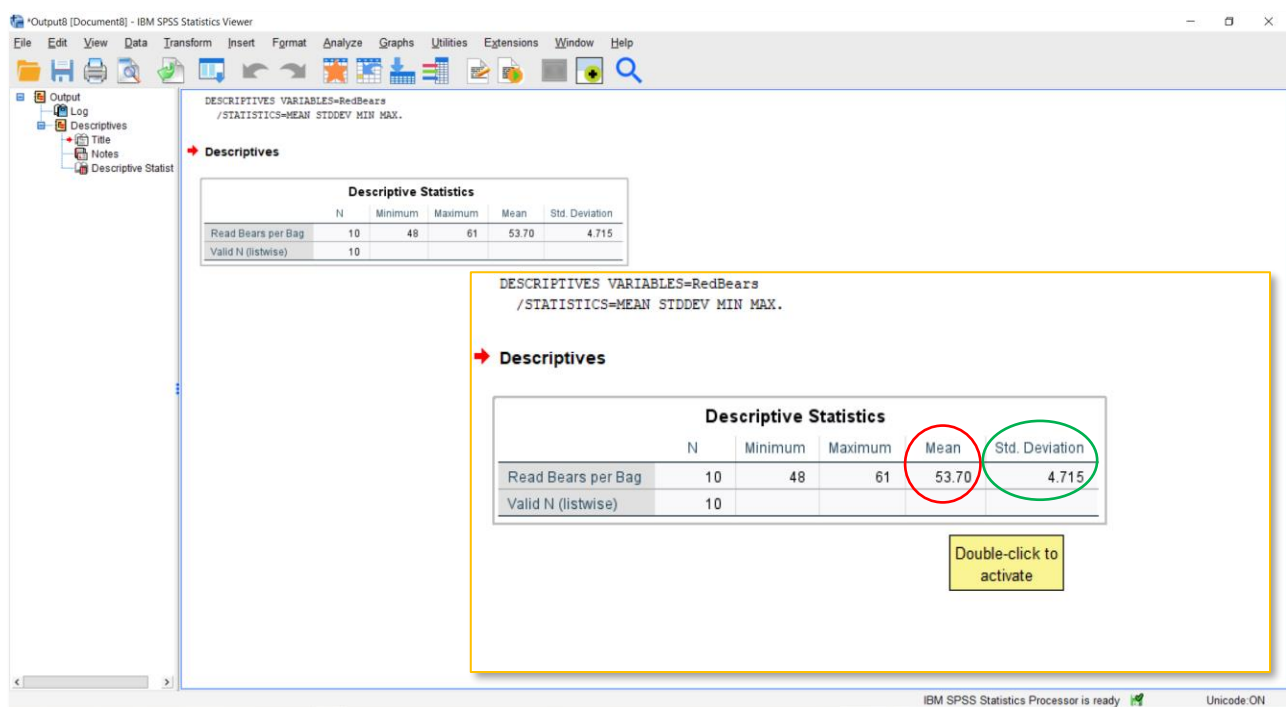 *Output8 [Document8] - IBM SPSS Statistics Viewer
File Edit View Data Transform Insert Format Analyze Graphs Utilities Extensions Window Help
Output
Log
Descriptives
Title
Notes
Descriptive Statist
DESCRIPTIVES VARIABLES=RedBears
/STATISTICS=MEAN STDDEV MIN MAX.
Descriptives
Descriptive Statistics
N Minimum Maximum Mean Std. Deviation
Read Bears per Bag 10 48 61 53.70 4.715
Valid N (listwise) 10
DESCRIPTIVES VARIABLES=RedBears
/STATISTICS=MEAN STDDEV MIN MAX.
Descriptives
Descriptive Statistics
N Minimum Maximum Mean Std. Deviation
Read Bears per Bag 10 48 61 53.70 4.715
Valid N (listwise) 10
Double-click to
activate
IBM SPSS Statistics Processor is ready Unicode:ON